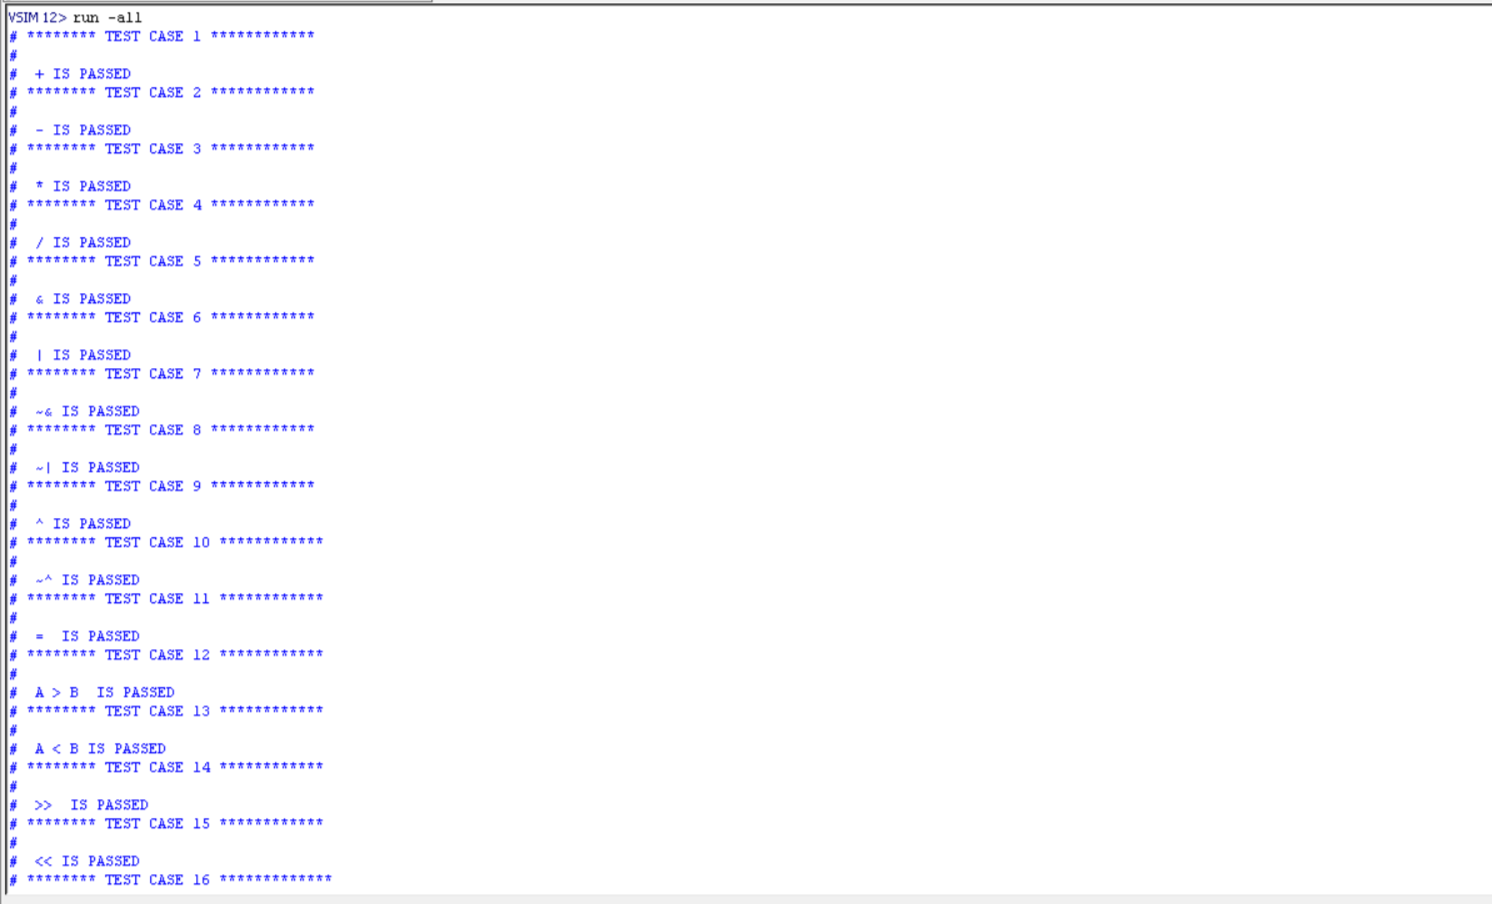 VSIM 12> run -all
# ******** TEST CASE 1 ************
#
#  + IS PASSED
# ******** TEST CASE 2 ************
#
#  - IS PASSED
# ******** TEST CASE 3 ************
#
#  * IS PASSED
# ******** TEST CASE 4 ************
#
#  / IS PASSED
# ******** TEST CASE 5 ************
#
#  & IS PASSED
# ******** TEST CASE 6 ************
#
#  | IS PASSED
# ******** TEST CASE 7 ************
#
#  ~& IS PASSED
# ******** TEST CASE 8 ************
#
#  ~| IS PASSED
# ******** TEST CASE 9 ************
#
#  ^ IS PASSED
# ******** TEST CASE 10 ************
#
#  ~^ IS PASSED
# ******** TEST CASE 11 ************
#
#  =  IS PASSED
# ******** TEST CASE 12 ************
#
#  A > B  IS PASSED
# ******** TEST CASE 13 ************
#
#  A < B IS PASSED
# ******** TEST CASE 14 ************
#
#  >>  IS PASSED
# ******** TEST CASE 15 ************
#
#  << IS PASSED
# ******** TEST CASE 16 *************